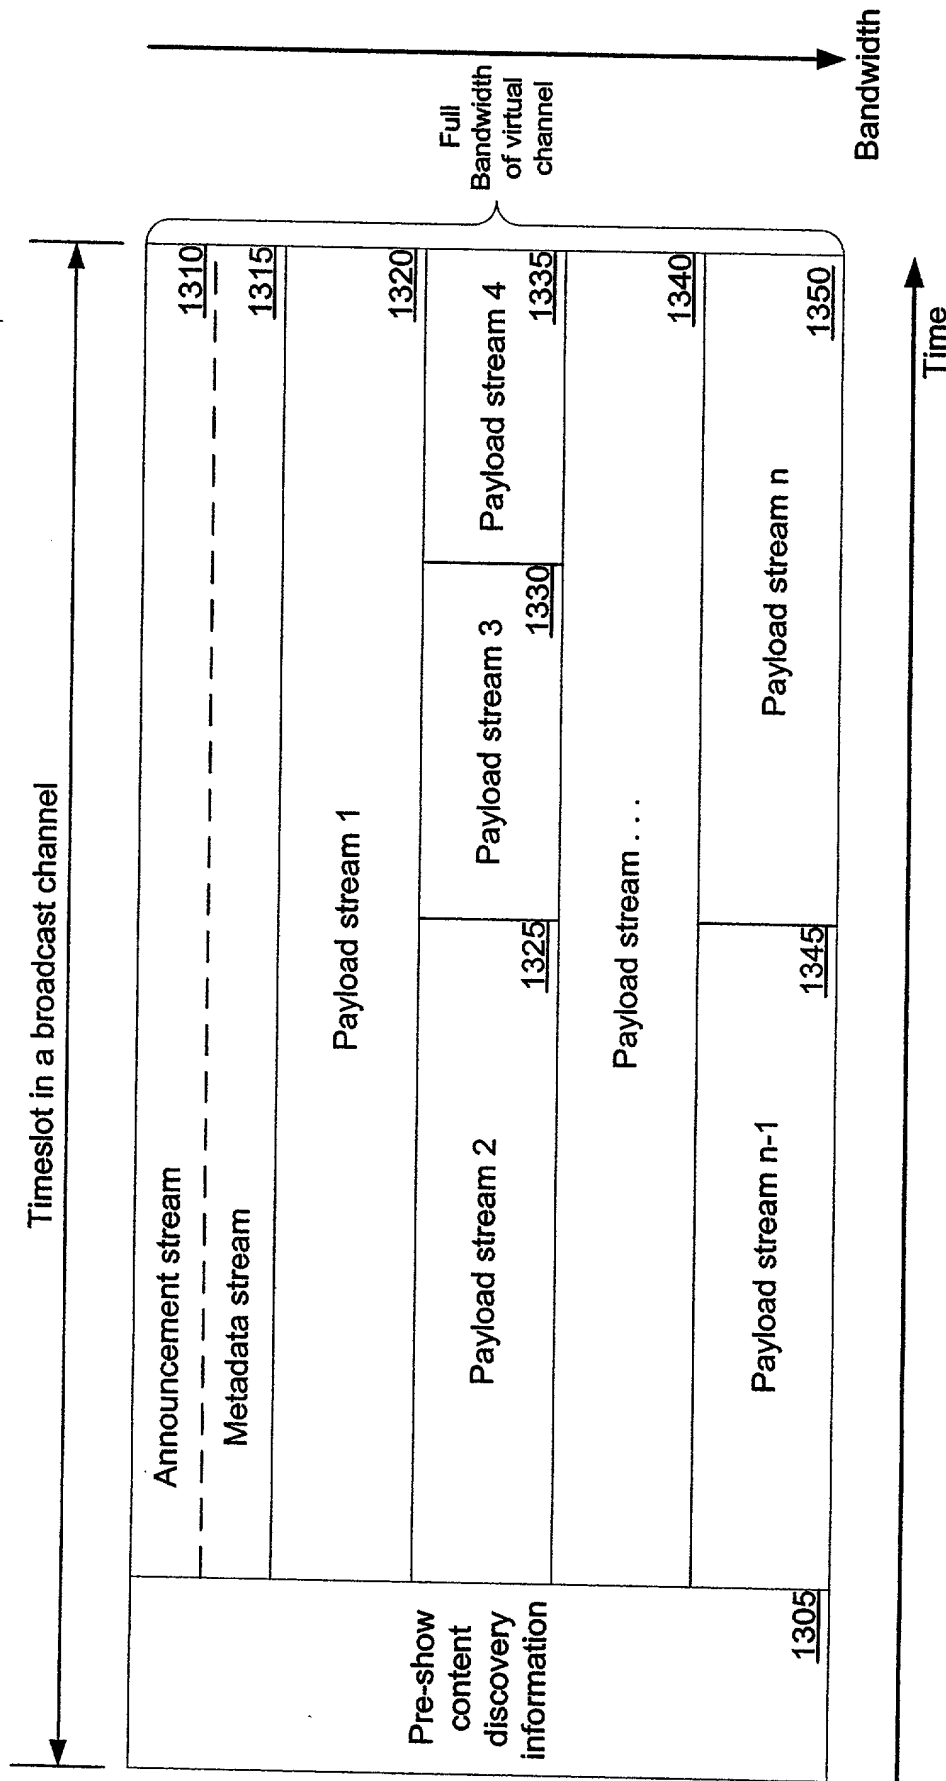 Timeslot in a broadcast channel
Pre-show
content
discovery
information
1305
Announcement stream
1310
Metadata stream
1315
Payload stream 1
1320
Payload stream 2
1325
Payload stream 3
1330
Payload stream 4
1335
Payload stream . . .
1340
Payload stream n-1
1345
Payload stream n
1350
Full
Bandwidth
of virtual
channel
Bandwidth
Time